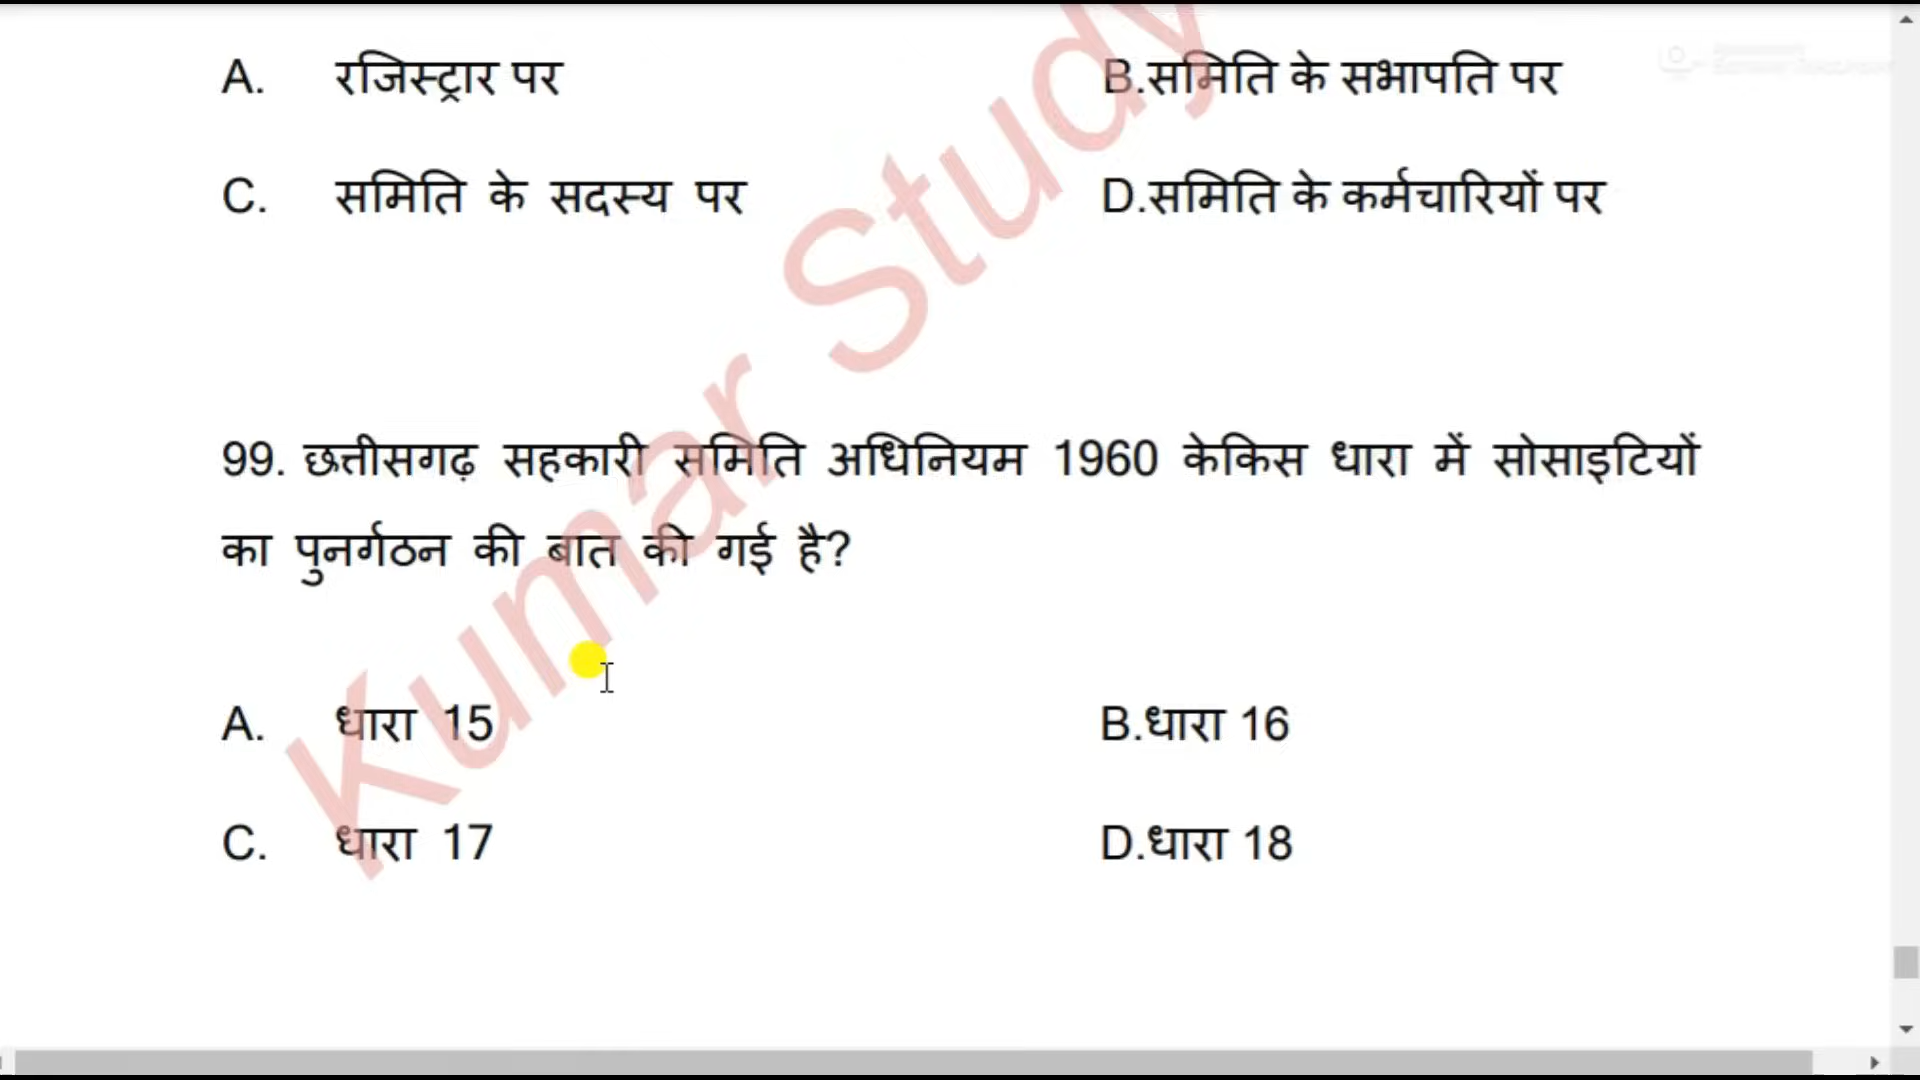 A. रजिस्ट्रार पर B.समिति के सभापति पर
C. समिति के सदस्य पर D.समिति के कर्मचारियों पर
99. छत्तीसगढ़ सहकारी समिति अधिनियम 1960 केकिस धारा में सोसाइटियों
का पुनर्गठन की बात की गई है?
A. धारा 15 B.धारा 16
C. धारा 17 D.धारा 18
Kumar Study